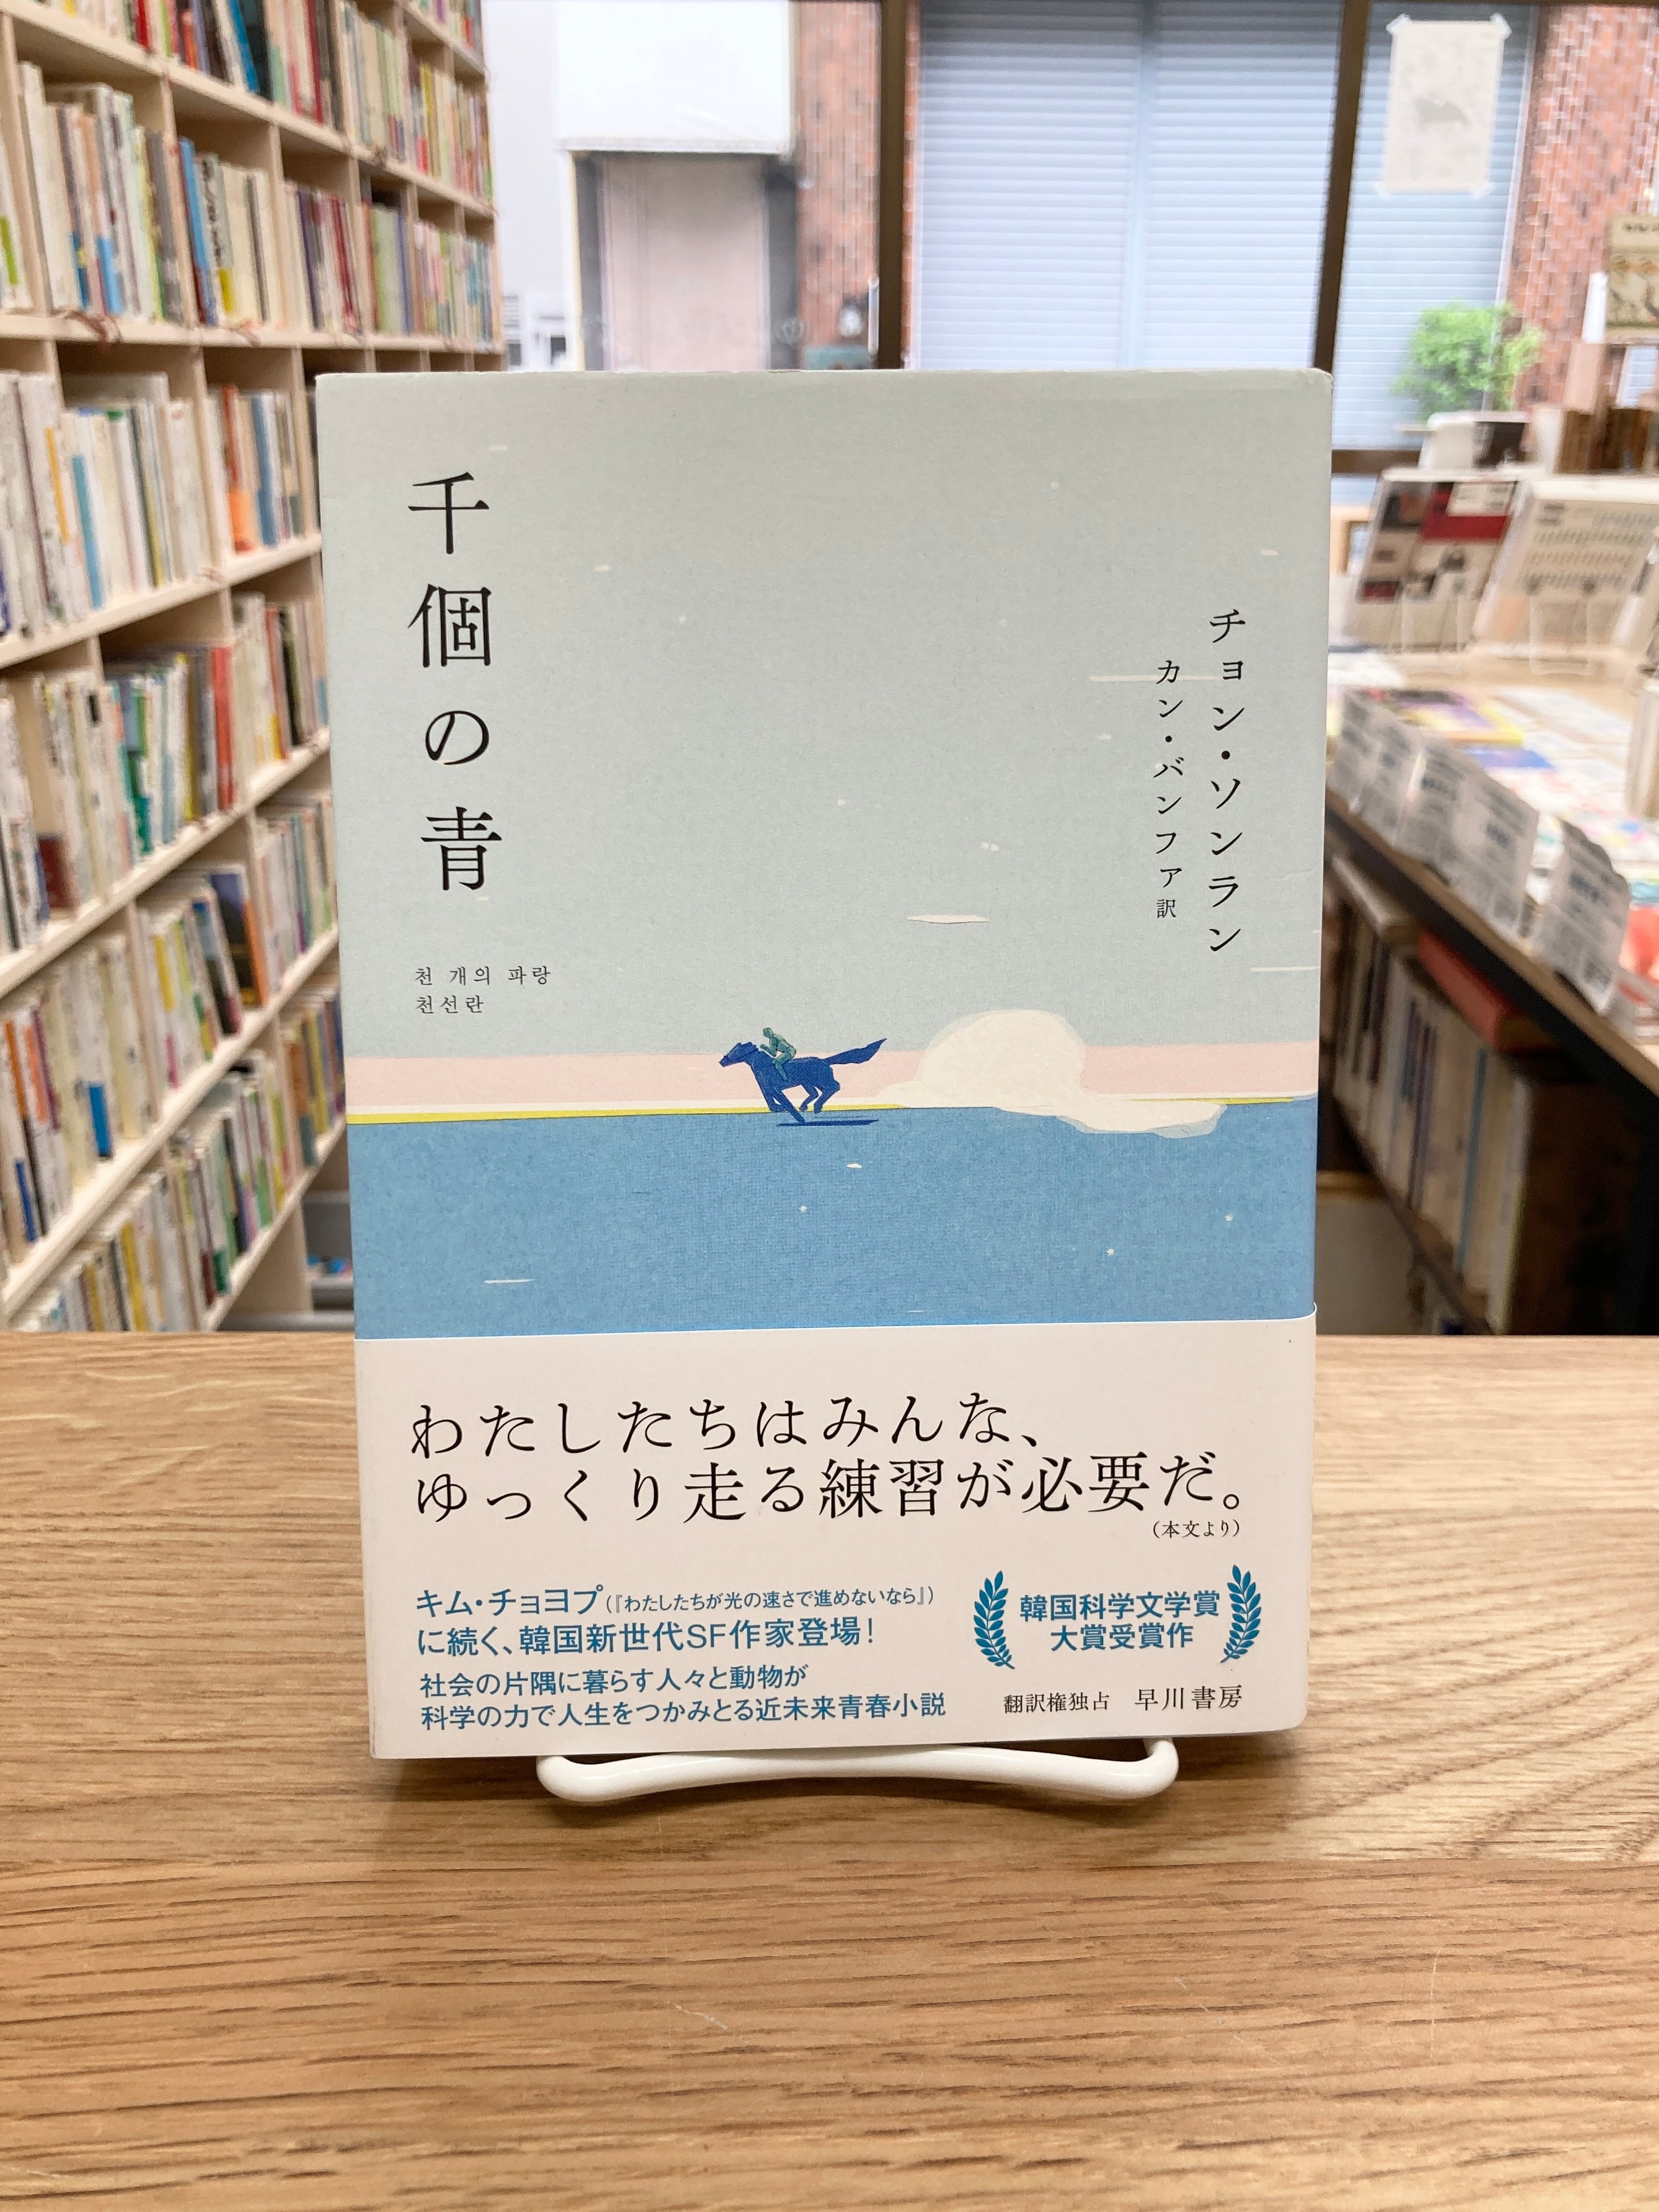 千個の青
천 개의 파랑
천선란
チョン・ソンラン
カン・バンファ訳
わたしたちはみんな、
ゆっくり走る練習が必要だ。
（本文より）
キム・チョヨプ（『わたしたちが光の速さで進めないなら』）
に続く、韓国新世代SF作家登場！
社会の片隅に暮らす人々と動物が
科学の力で人生をつかみとる近未来青春小説
韓国科学文学賞
大賞受賞作
翻訳権独占　早川書房